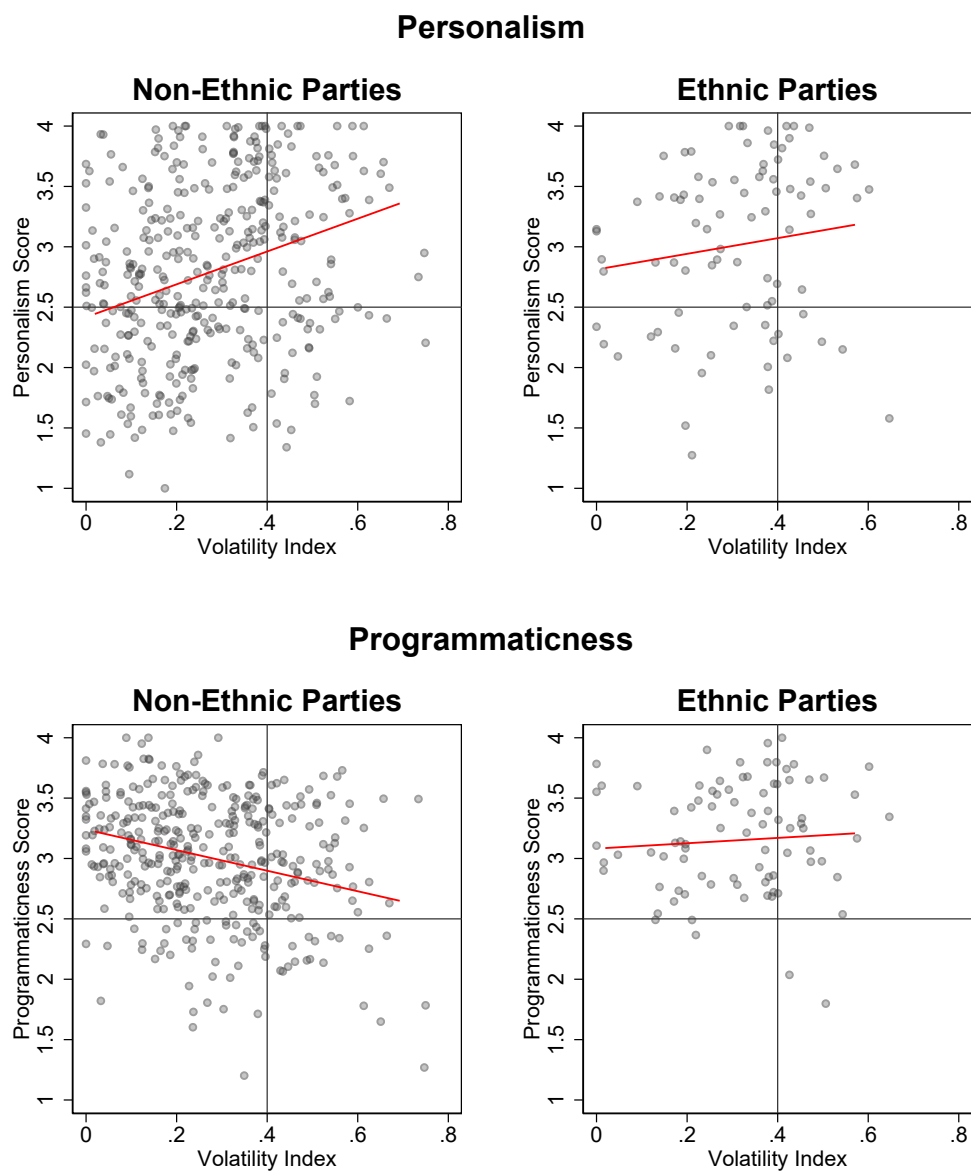 Personalism
Non-Ethnic Parties
Personalism Score
4
3.5
3
2.5
2
1.5
1
0 .2 .4 .6 .8
Volatility Index
Ethnic Parties
Personalism Score
4
3.5
3
2.5
2
1.5
1
0 .2 .4 .6 .8
Volatility Index
Programmaticness
Non-Ethnic Parties
Programmaticness Score
4
3.5
3
2.5
2
1.5
1
0 .2 .4 .6 .8
Volatility Index
Ethnic Parties
Programmaticness Score
4
3.5
3
2.5
2
1.5
1
0 .2 .4 .6 .8
Volatility Index